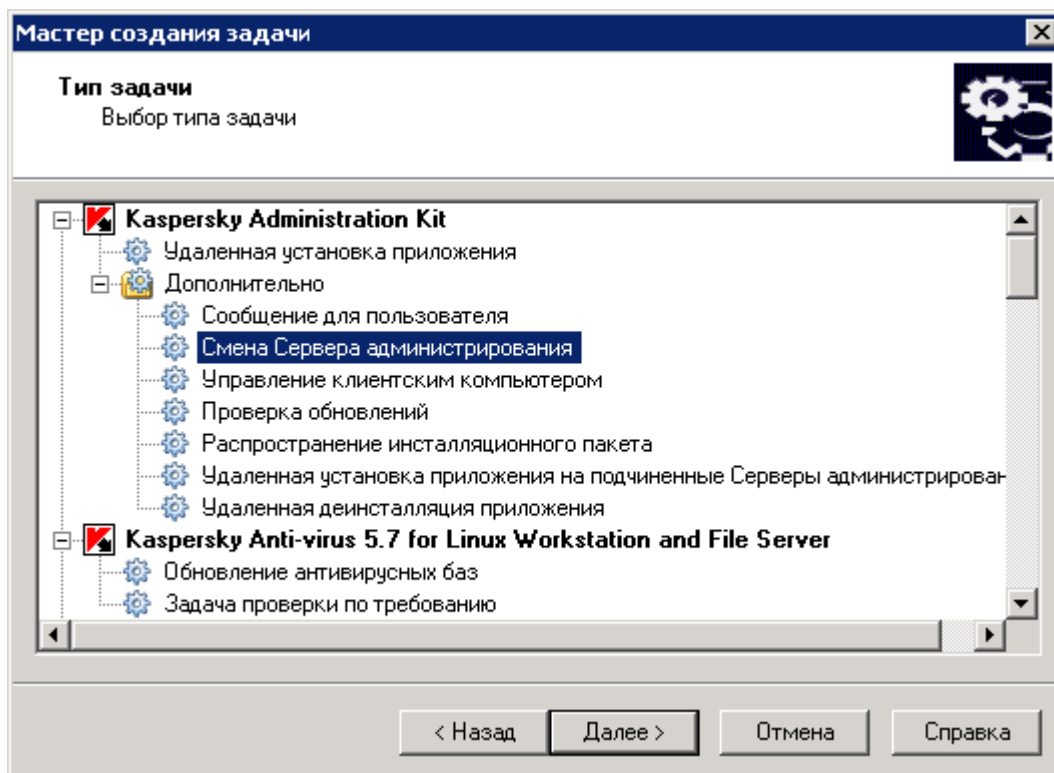 Мастер создания задачи
Тип задачи
Выбор типа задачи
Kaspersky Administration Kit
Удаленная установка приложения
Дополнительно
Сообщение для пользователя
Смена Сервера администрирования
Управление клиентским компьютером
Проверка обновлений
Распространение инсталляционного пакета
Удаленная установка приложения на подчиненные Серверы администрирован
Удаленная деинсталляция приложения
Kaspersky Anti-virus 5.7 for Linux Workstation and File Server
Обновление антивирусных баз
Задача проверки по требованию
< Назад Далее > Отмена Справка